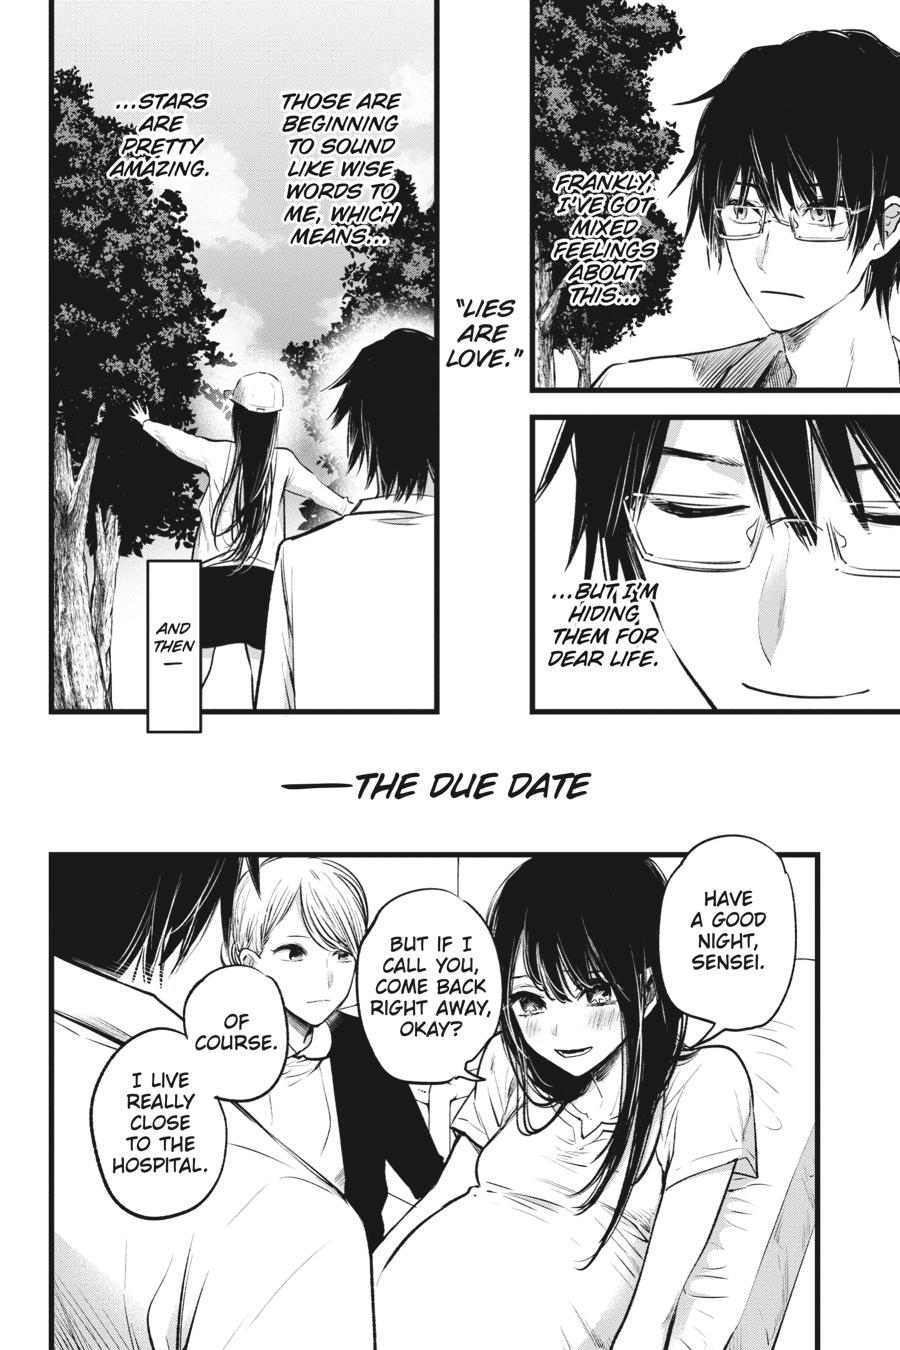 FRANKLY,
I'VE GOT
MIXED
FEELINGS
ABOUT
THIS...
...BUT I'M
HIDING
THEM FOR
DEAR LIFE.
"LIES
ARE
LOVE."
THOSE ARE
BEGINNING
TO SOUND
LIKE WISE
WORDS TO
ME, WHICH
MEANS...
...STARS
ARE
PRETTY
AMAZING.
AND
THEN
—
—THE DUE DATE
HAVE
A GOOD
NIGHT,
SENSEI.
BUT IF I
CALL YOU,
COME BACK
RIGHT AWAY,
OKAY?
OF
COURSE.
I LIVE
REALLY
CLOSE
TO THE
HOSPITAL.